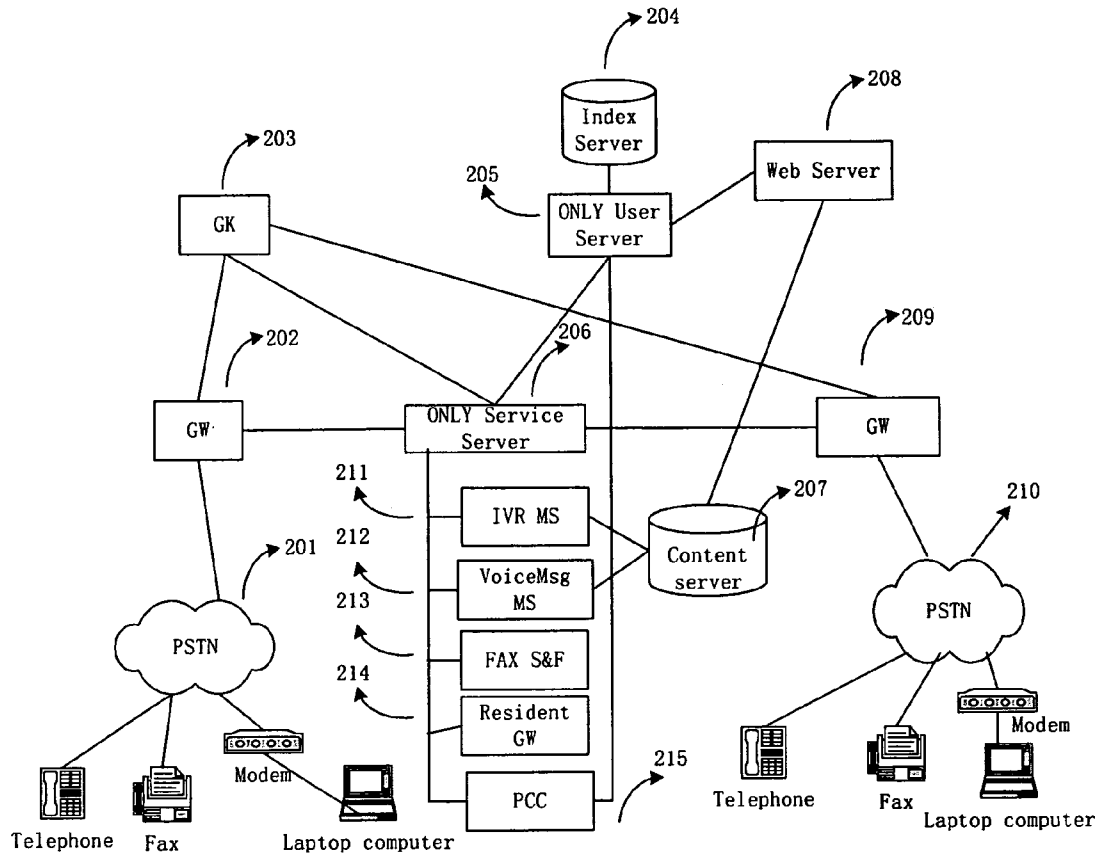 204
208
Index
Server
203
205
Web Server
ONLY User
Server
GK
209
202
206
ONLY Service
Server
GW
GW
211
207
210
IVR MS
212
Content
server
201
VoiceMsg
MS
213
PSTN
PSTN
FAX S&F
214
Resident
GW
Modem
Modem
215
PCC
Telephone
Fax
Laptop computer
Telephone
Fax
Laptop computer